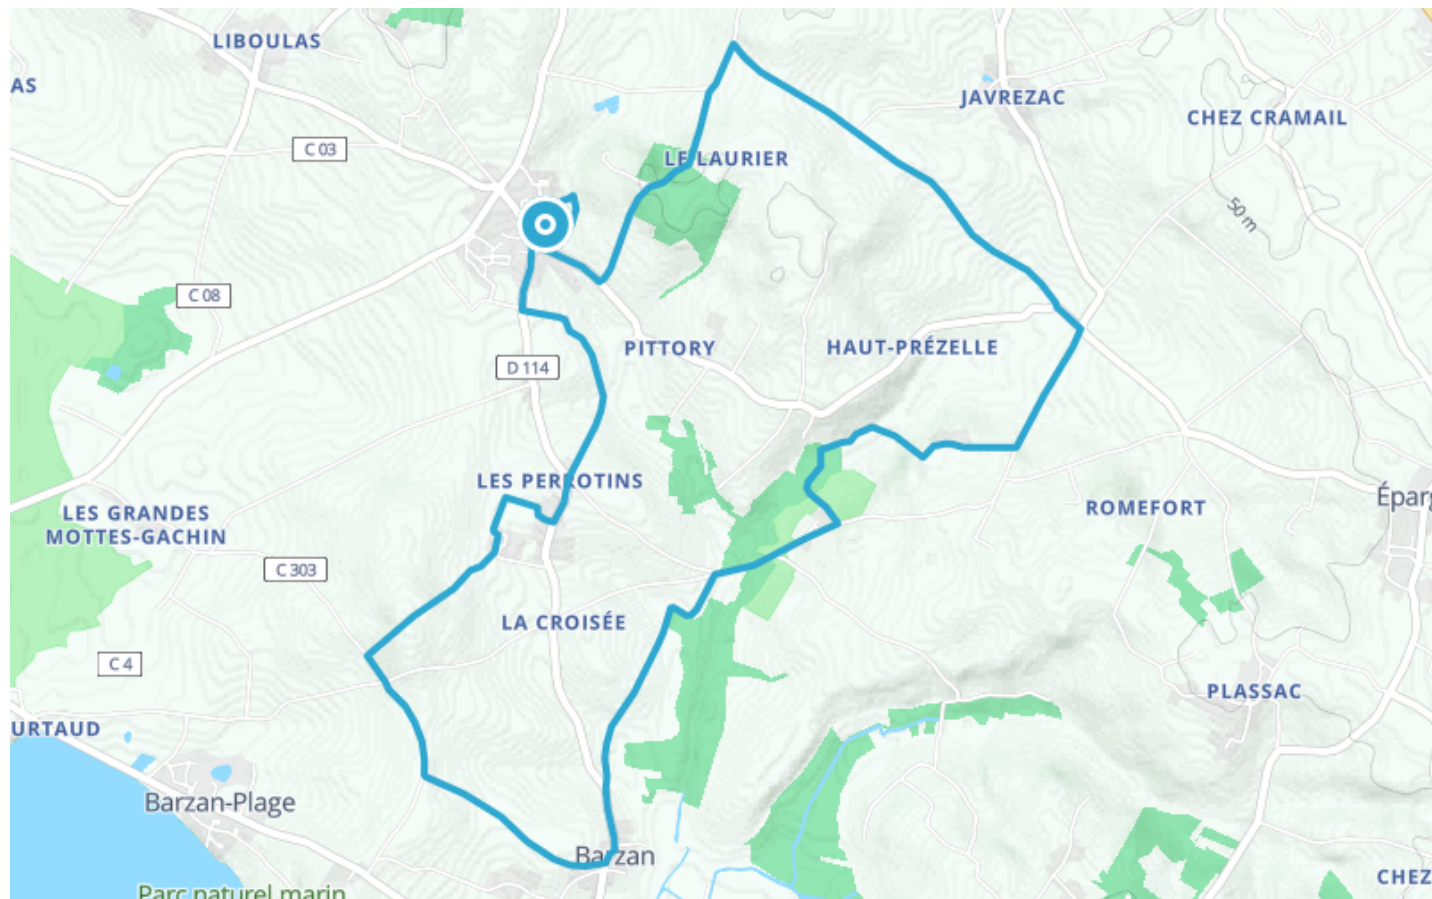 LIBOULAS
AS
JAVREZAC
CHEZ CRAMAIL
C 03
LE LAURIER
50 m
C 08
PITTORY
HAUT-PRÉZELLE
D 114
LES PERROTINS
LES GRANDES
MOTTES-GACHIN
Éparg
ROMEFORT
C 303
LA CROISÉE
C 4
PLASSAC
URTAUD
Barzan-Plage
Barzan
CHEZ
Parc naturel marin